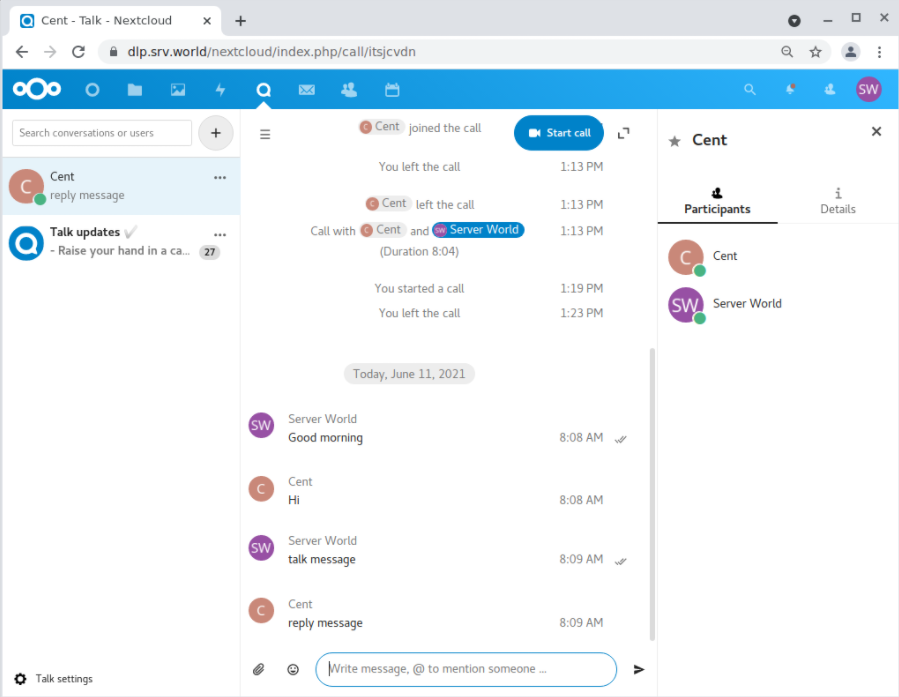 Cent - Talk - Nextcloud
dlp.srv.world/nextcloud/index.php/call/itsjcvdn
SW
Search conversations or users
C
Cent
reply message
Talk updates ✓
- Raise your hand in a ca...
27
Talk settings
C Cent joined the call
Start call
You left the call 1:13 PM
C Cent left the call 1:13 PM
Call with C Cent and SW Server World 1:13 PM
(Duration 8:04)
You started a call 1:19 PM
You left the call 1:23 PM
Today, June 11, 2021
SW Server World
Good morning 8:08 AM
C Cent
Hi 8:08 AM
SW Server World
talk message 8:09 AM
C Cent
reply message 8:09 AM
Write message, @ to mention someone ...
Cent
Participants
Details
C Cent
SW Server World